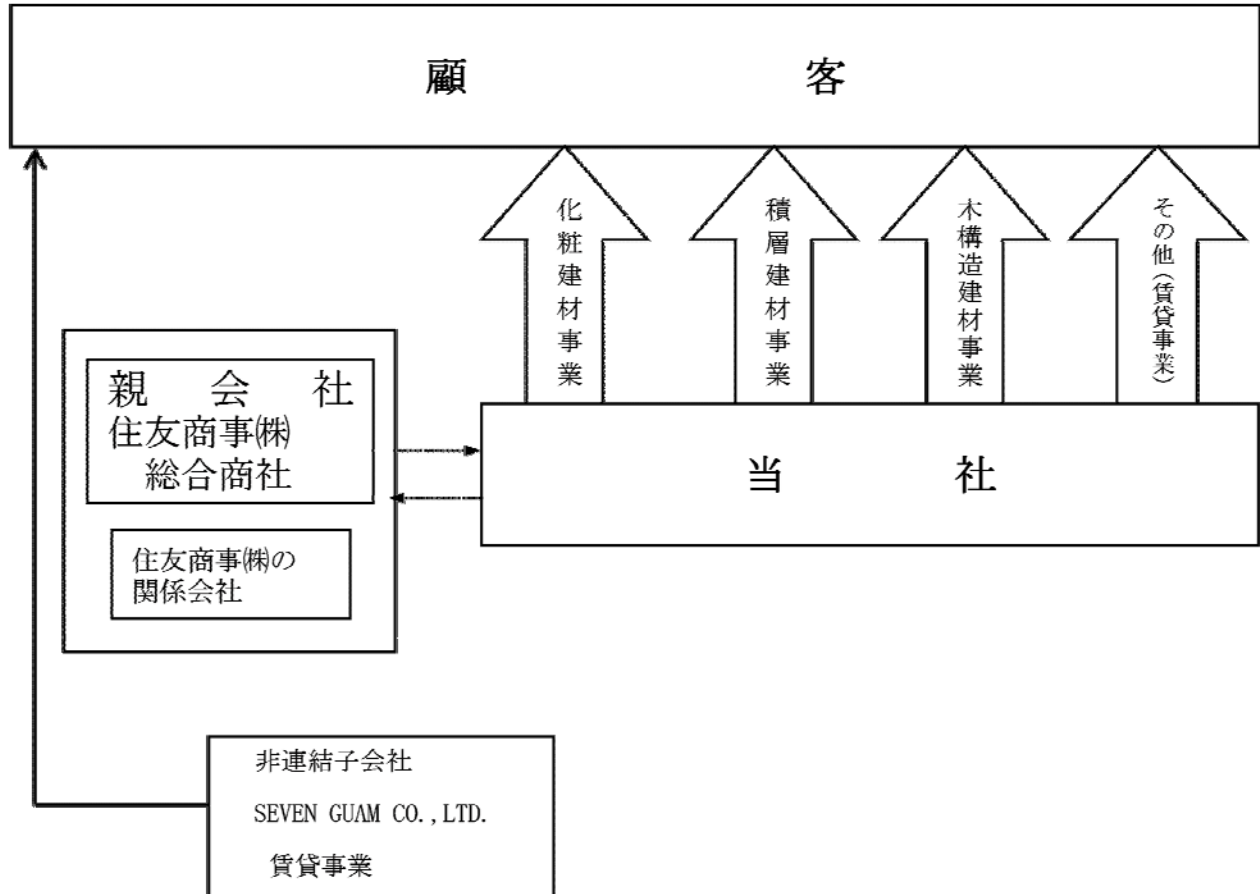 顧 客
化粧建材事業
積層建材事業
木構造建材事業
その他(賃貸事業)
親 会 社
住友商事㈱
総合商社
住友商事㈱の
関係会社
当 社
非連結子会社
SEVEN GUAM CO.,LTD.
賃貸事業